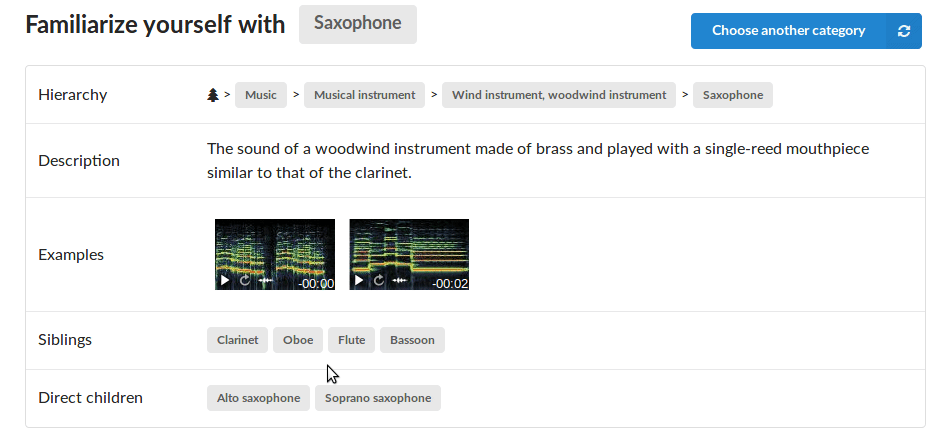 Familiarize yourself with Saxophone
Choose another category
Hierarchy > Music > Musical instrument > Wind instrument, woodwind instrument > Saxophone
Description
The sound of a woodwind instrument made of brass and played with a single-reed mouthpiece
similar to that of the clarinet.
Examples
-00:00 -00:02
Siblings Clarinet Oboe Flute Bassoon
Direct children Alto saxophone Soprano saxophone